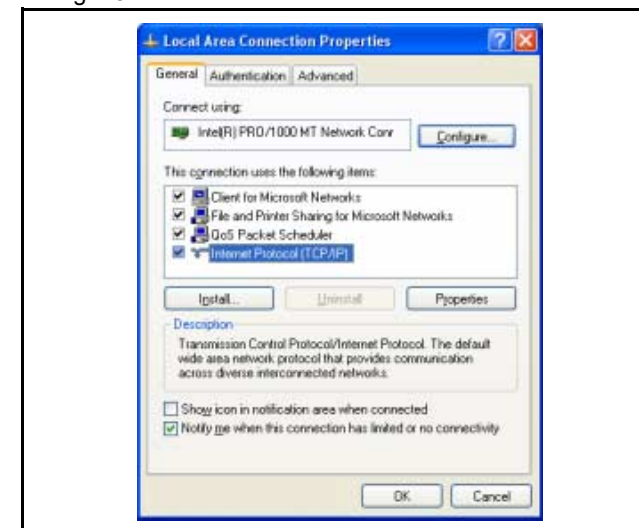 Local Area Connection Properties
General Authentication Advanced
Connect using:
Intel(R) PRO/1000 MT Network Conr
Configure...
This connection uses the following items:
Client for Microsoft Networks
File and Printer Sharing for Microsoft Networks
QoS Packet Scheduler
Internet Protocol (TCP/IP)
Install... Uninstall Properties
Description
Transmission Control Protocol/Internet Protocol. The default
wide area network protocol that provides communication
across diverse interconnected networks.
Show icon in notification area when connected
Notify me when this connection has limited or no connectivity
OK Cancel